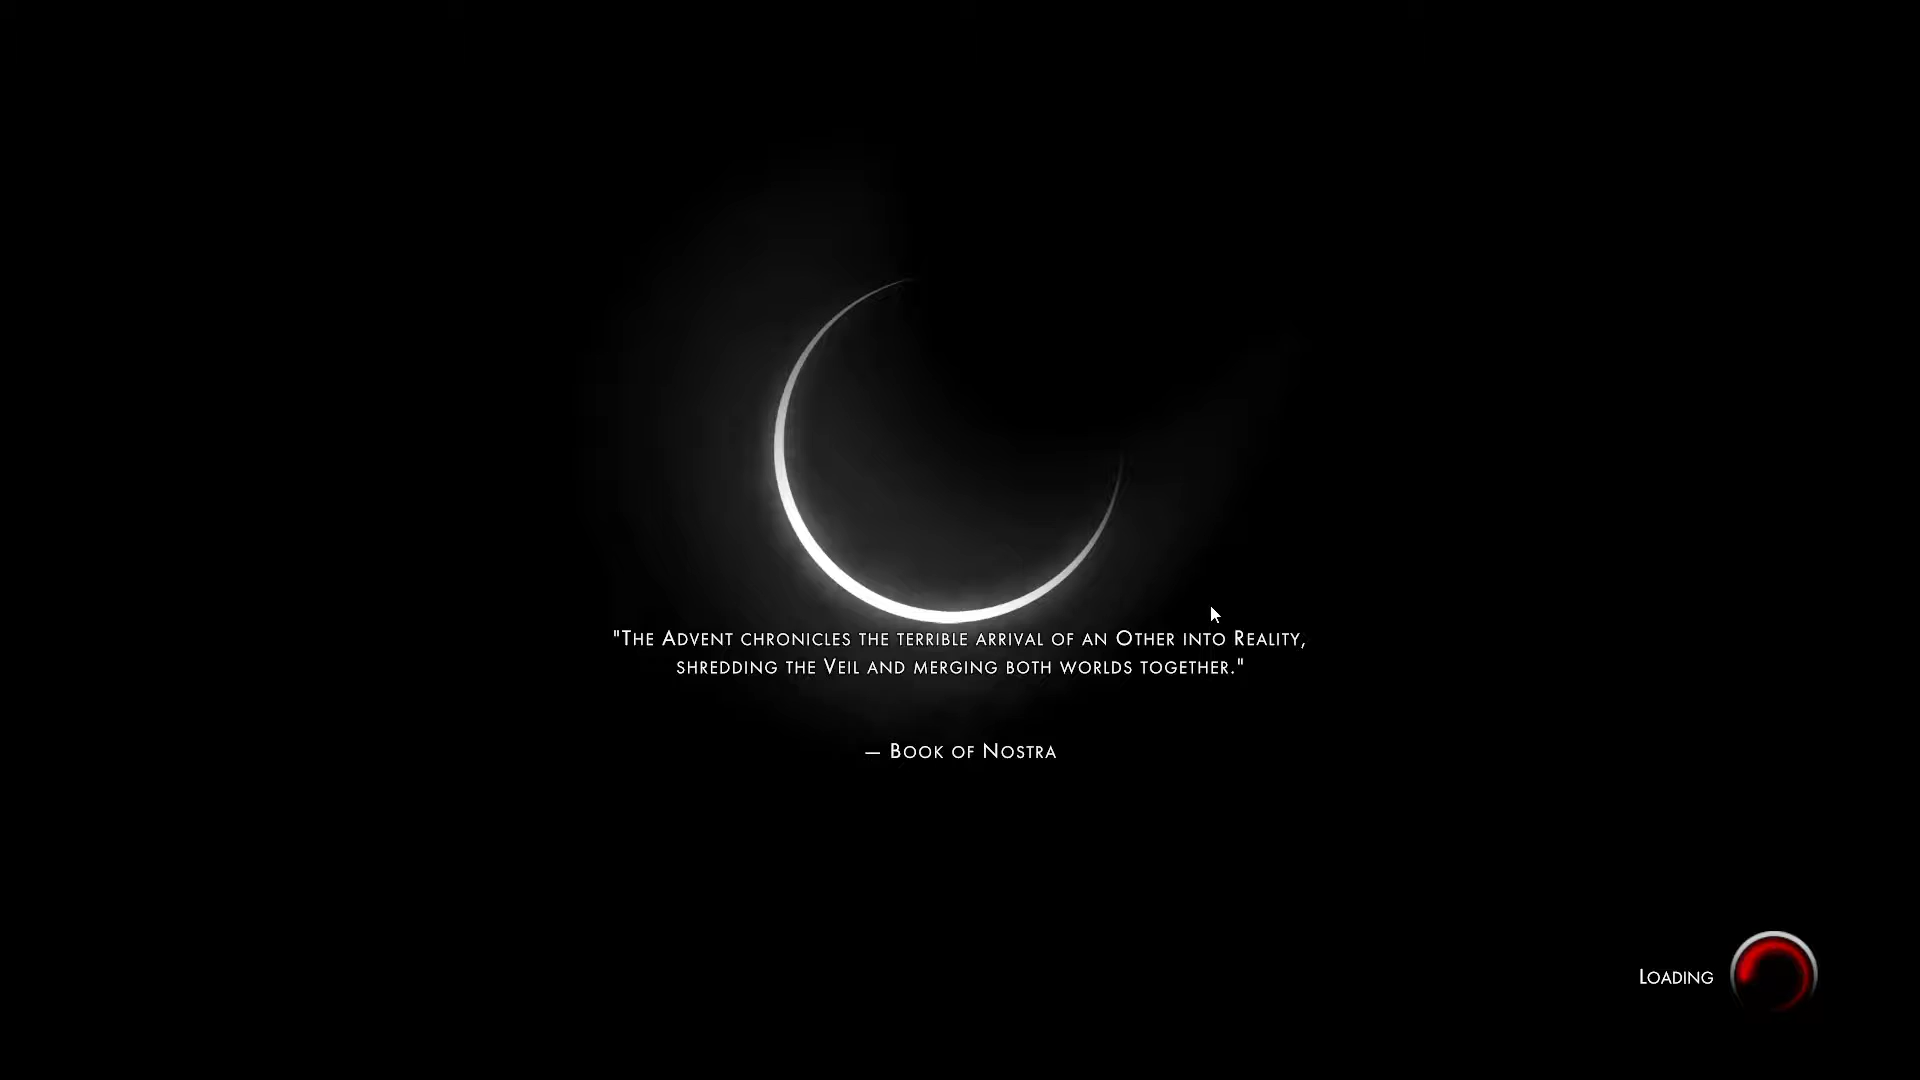 "The Advent chronicles the terrible arrival of an Other into Reality,
shredding the Veil and merging both worlds together."
— Book of Nostra
Loading